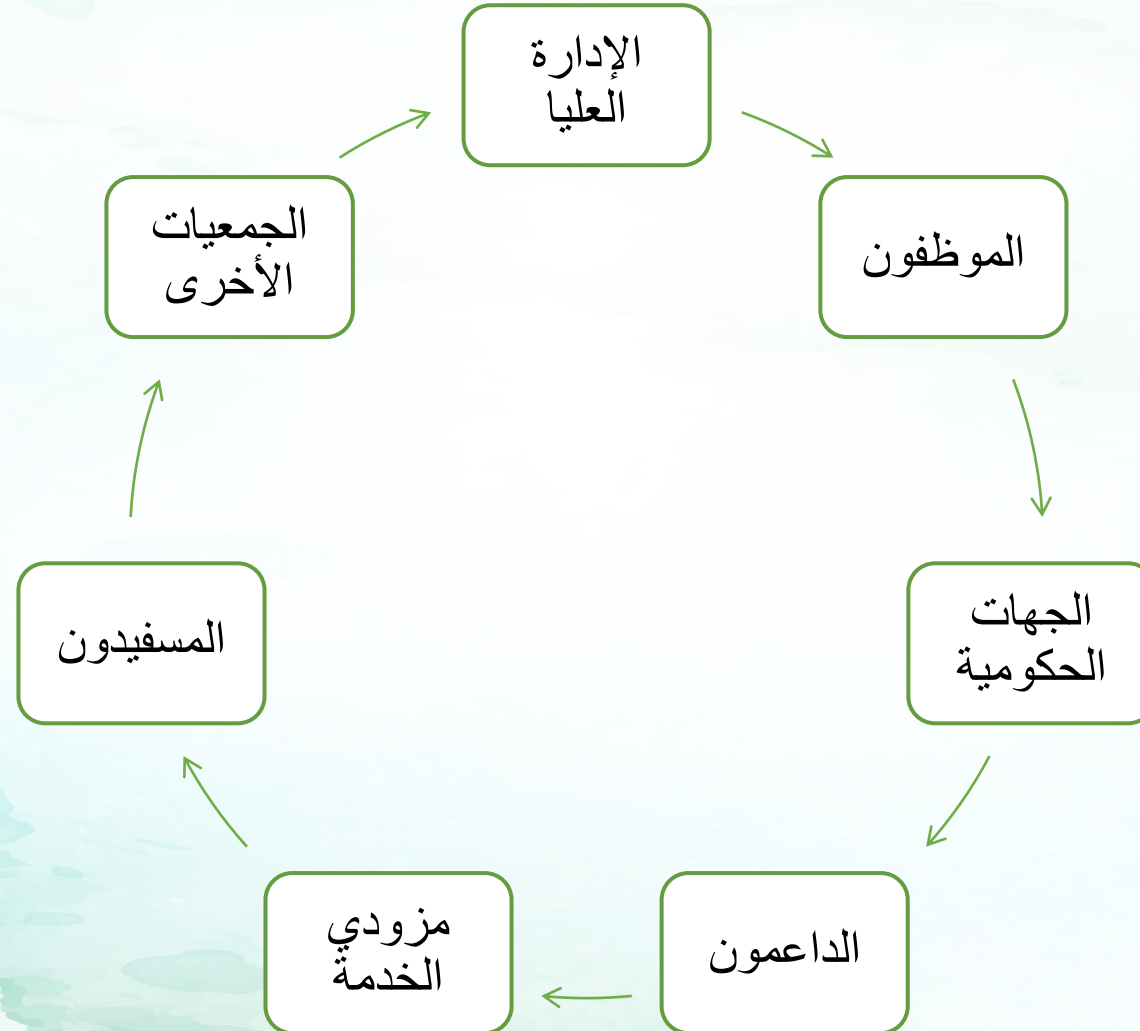 الإدارة
العليا
الموظفون
الجهات
الحكومية
الداعمون
مزودي
الخدمة
المسفيدون
الجمعيات
الأخرى